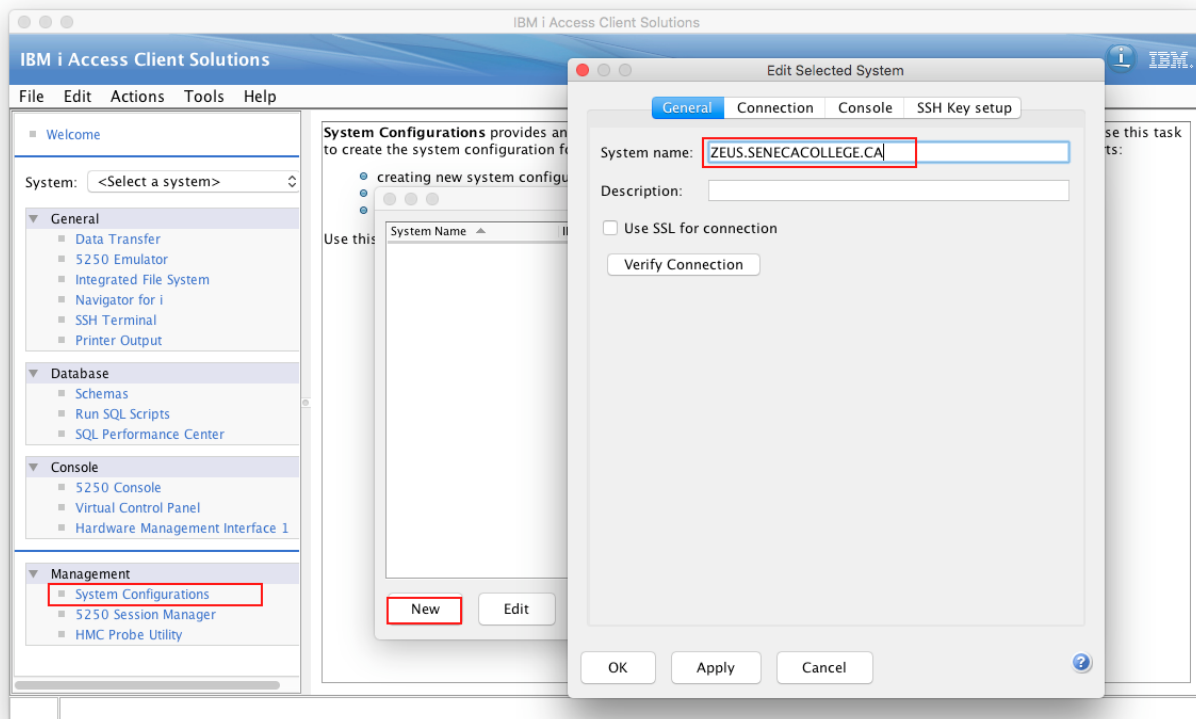 IBM i Access Client Solutions
IBM i Access Client Solutions
IBM.
File Edit Actions Tools Help
Welcome
System: <Select a system>
General
Data Transfer
5250 Emulator
Integrated File System
Navigator for i
SSH Terminal
Printer Output
Database
Schemas
Run SQL Scripts
SQL Performance Center
Console
5250 Console
Virtual Control Panel
Hardware Management Interface 1
Management
System Configurations
5250 Session Manager
HMC Probe Utility
System Configurations provides an
se this task
to create the system configuration fo
ts:
creating new system configu
Use this
System Name
New Edit
Edit Selected System
General Connection Console SSH Key setup
System name: ZEUS.SENECACOLLEGE.CA
Description:
Use SSL for connection
Verify Connection
OK Apply Cancel
?